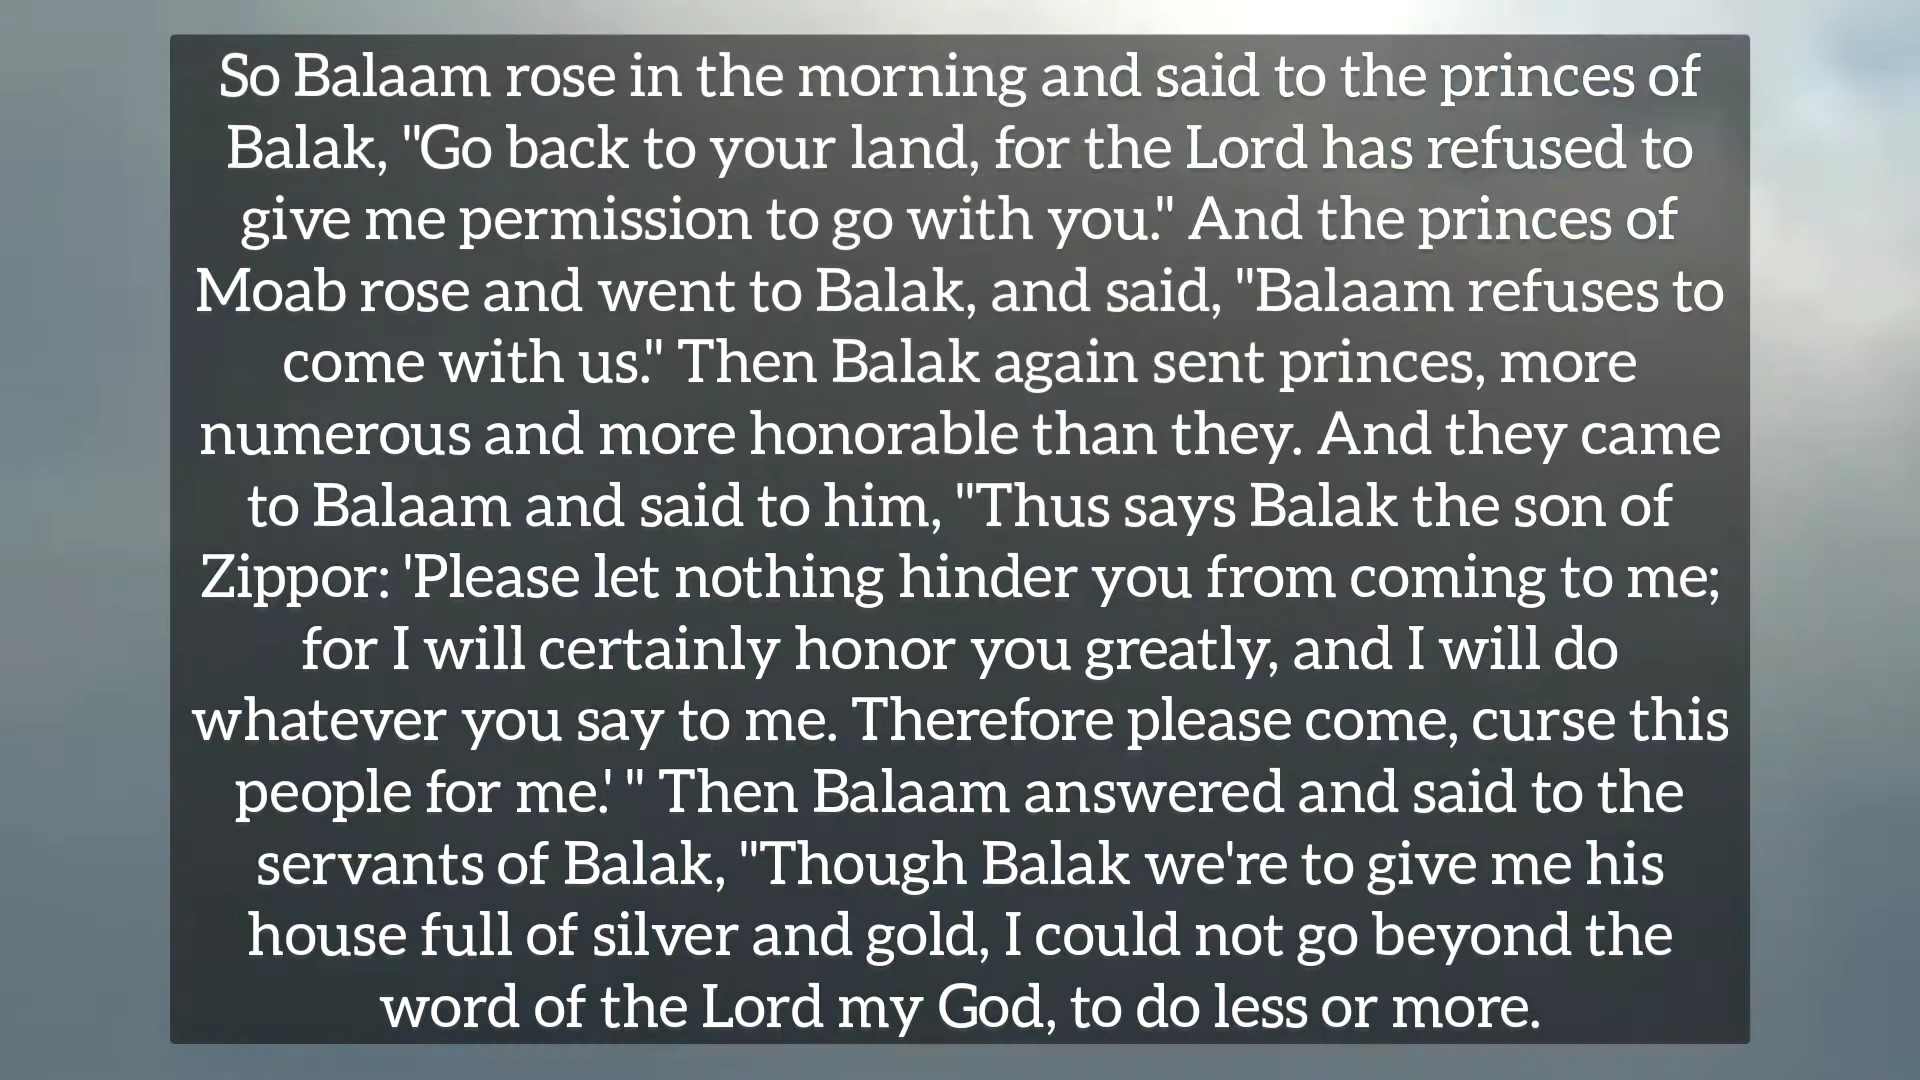 So Balaam rose in the morning and said to the princes of
Balak, "Go back to your land, for the Lord has refused to
give me permission to go with you." And the princes of
Moab rose and went to Balak, and said, "Balaam refuses to
come with us." Then Balak again sent princes, more
numerous and more honorable than they. And they came
to Balaam and said to him, "Thus says Balak the son of
Zippor: 'Please let nothing hinder you from coming to me;
for I will certainly honor you greatly, and I will do
whatever you say to me. Therefore please come, curse this
people for me.' " Then Balaam answered and said to the
servants of Balak, "Though Balak we're to give me his
house full of silver and gold, I could not go beyond the
word of the Lord my God, to do less or more.